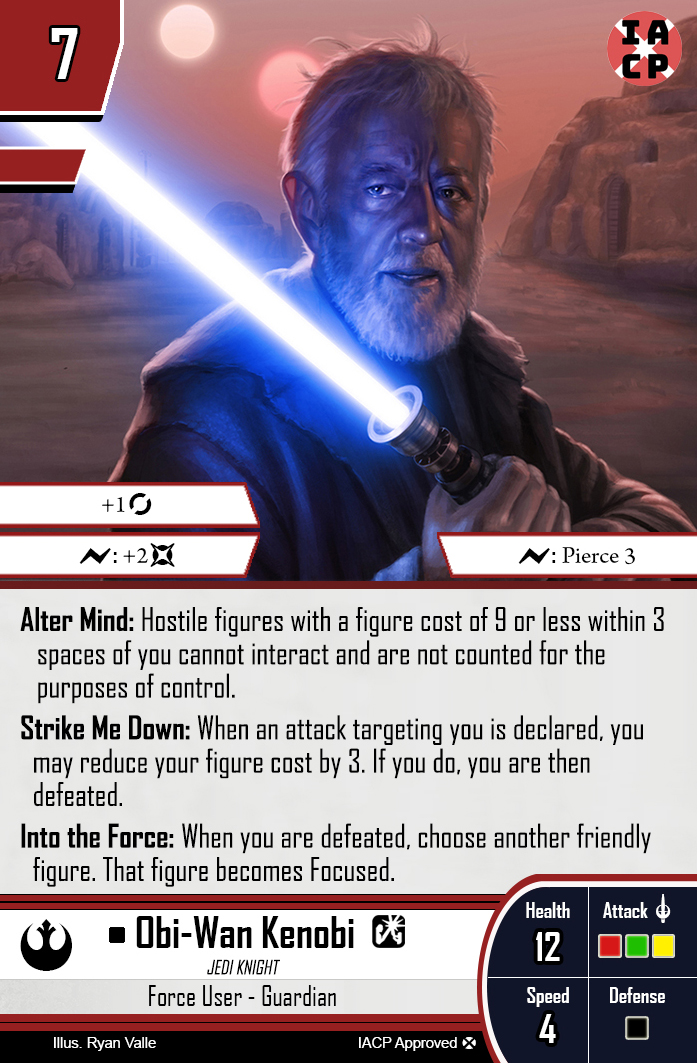 7
IA
CP
+1
: +2
: Pierce 3
Alter Mind: Hostile figures with a figure cost of 9 or less within 3
spaces of you cannot interact and are not counted for the
purposes of control.
Strike Me Down: When an attack targeting you is declared, you
may reduce your figure cost by 3. If you do, you are then
defeated.
Into the Force: When you are defeated, choose another friendly
figure. That figure becomes Focused.
Obi-Wan Kenobi
JEDI KNIGHT
Force User - Guardian
Health
12
Attack
Speed
4
Defense
Illus. Ryan Valle
IACP Approved